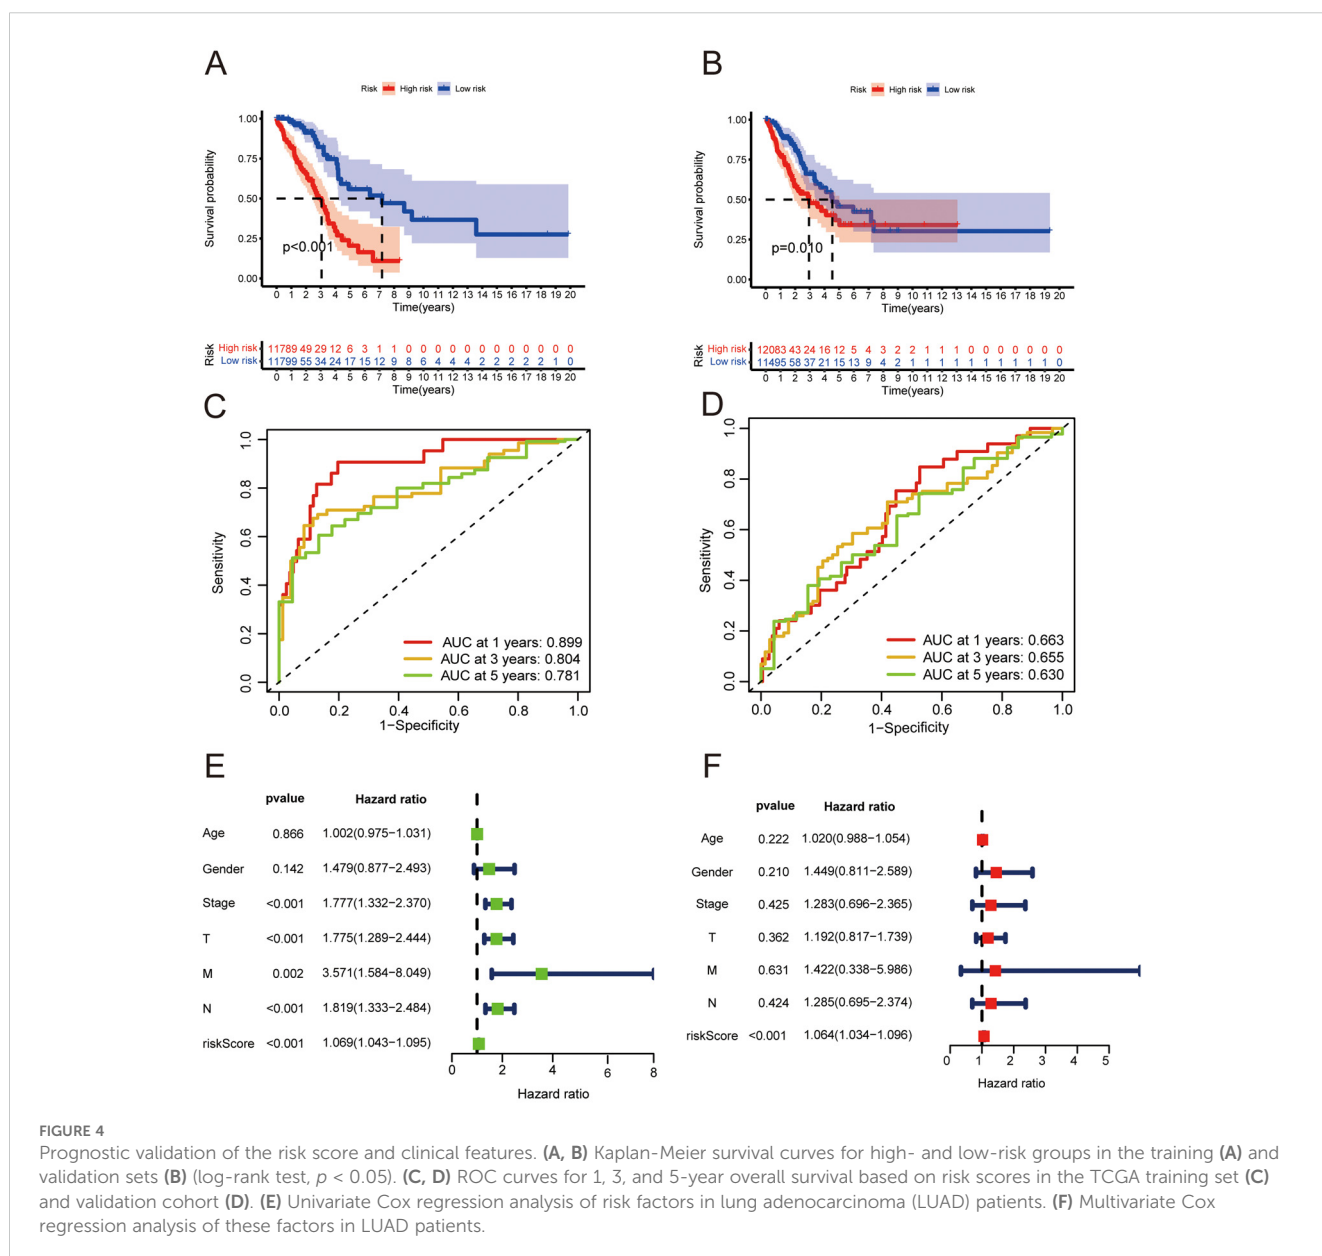 A
Risk High risk Low risk
1.00
0.75
0.50
0.25
0.00
Survival probability
p<0.001
0 1 2 3 4 5 6 7 8 9 10 11 12 13 14 15 16 17 18 19 20
Time(years)
Risk
High risk 11789 49 29 12 6 3 1 1 0 0 0 0 0 0 0 0 0 0 0 0
Low risk 11799 55 34 24 17 15 12 9 8 6 4 4 4 2 2 2 2 2 1 0
0 1 2 3 4 5 6 7 8 9 10 11 12 13 14 15 16 17 18 19 20
Time(years)
B
Risk High risk Low risk
1.00
0.75
0.50
0.25
0.00
Survival probability
p=0.010
0 1 2 3 4 5 6 7 8 9 10 11 12 13 14 15 16 17 18 19 20
Time(years)
Risk
High risk 12083 43 24 16 12 5 4 3 2 2 1 1 1 1 0 0 0 0 0 0
Low risk 11495 58 37 21 15 13 9 4 2 1 1 1 1 1 1 1 1 1 1 0
0 1 2 3 4 5 6 7 8 9 10 11 12 13 14 15 16 17 18 19 20
Time(years)
C
Sensitivity
1.0
0.8
0.6
0.4
0.2
0.0
AUC at 1 years: 0.899
AUC at 3 years: 0.804
AUC at 5 years: 0.781
0.0 0.2 0.4 0.6 0.8 1.0
1−Specificity
D
Sensitivity
1.0
0.8
0.6
0.4
0.2
0.0
AUC at 1 years: 0.663
AUC at 3 years: 0.655
AUC at 5 years: 0.630
0.0 0.2 0.4 0.6 0.8 1.0
1−Specificity
E
pvalue Hazard ratio
Age 0.866 1.002(0.975−1.031)
Gender 0.142 1.479(0.877−2.493)
Stage <0.001 1.777(1.332−2.370)
T <0.001 1.775(1.289−2.444)
M 0.002 3.571(1.584−8.049)
N <0.001 1.819(1.333−2.484)
riskScore <0.001 1.069(1.043−1.095)
0 2 4 6 8
Hazard ratio
F
pvalue Hazard ratio
Age 0.222 1.020(0.988−1.054)
Gender 0.210 1.449(0.811−2.589)
Stage 0.425 1.283(0.696−2.365)
T 0.362 1.192(0.817−1.739)
M 0.631 1.422(0.338−5.986)
N 0.424 1.285(0.695−2.374)
riskScore <0.001 1.064(1.034−1.096)
0 1 2 3 4 5
Hazard ratio
FIGURE 4
Prognostic validation of the risk score and clinical features. (A, B) Kaplan-Meier survival curves for high- and low-risk groups in the training (A) and
validation sets (B) (log-rank test, p < 0.05). (C, D) ROC curves for 1, 3, and 5-year overall survival based on risk scores in the TCGA training set (C)
and validation cohort (D). (E) Univariate Cox regression analysis of risk factors in lung adenocarcinoma (LUAD) patients. (F) Multivariate Cox
regression analysis of these factors in LUAD patients.